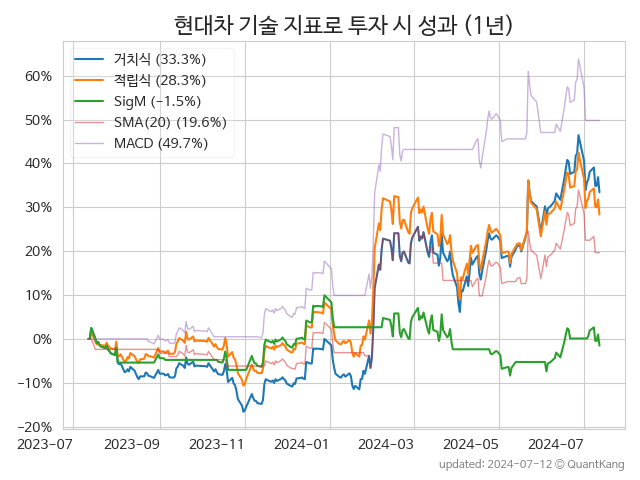 현대차 기술 지표로 투자 시 성과 (1년)
거치식 (33.3%)
적립식 (28.3%)
SigM (−1.5%)
SMA(20) (19.6%)
MACD (49.7%)
60%
50%
40%
30%
20%
10%
0%
−10%
−20%
2023-07
2023-09
2023-11
2024-01
2024-03
2024-05
2024-07
updated: 2024-07-12 © QuantKang